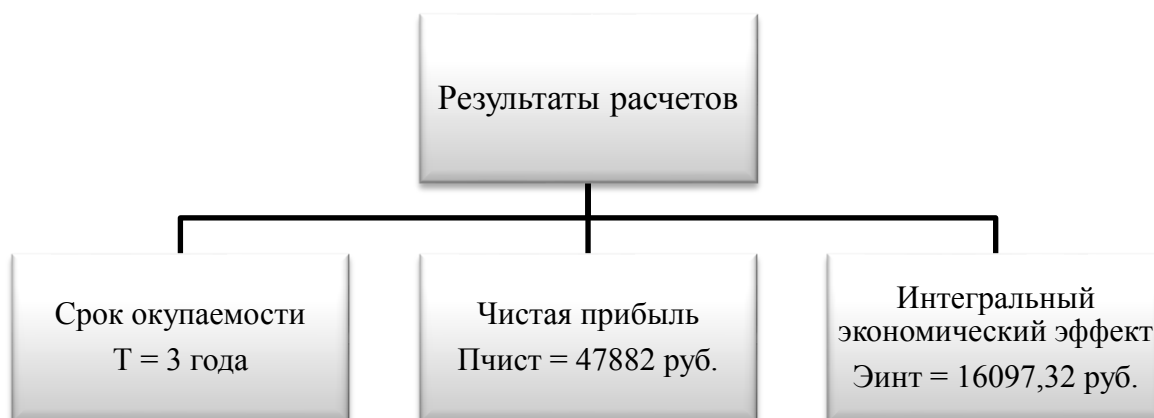 Результаты расчетов
Срок окупаемости
Т = 3 года
Чистая прибыль
Пчист = 47882 руб.
Интегральный
экономический эффект
Эинт = 16097,32 руб.